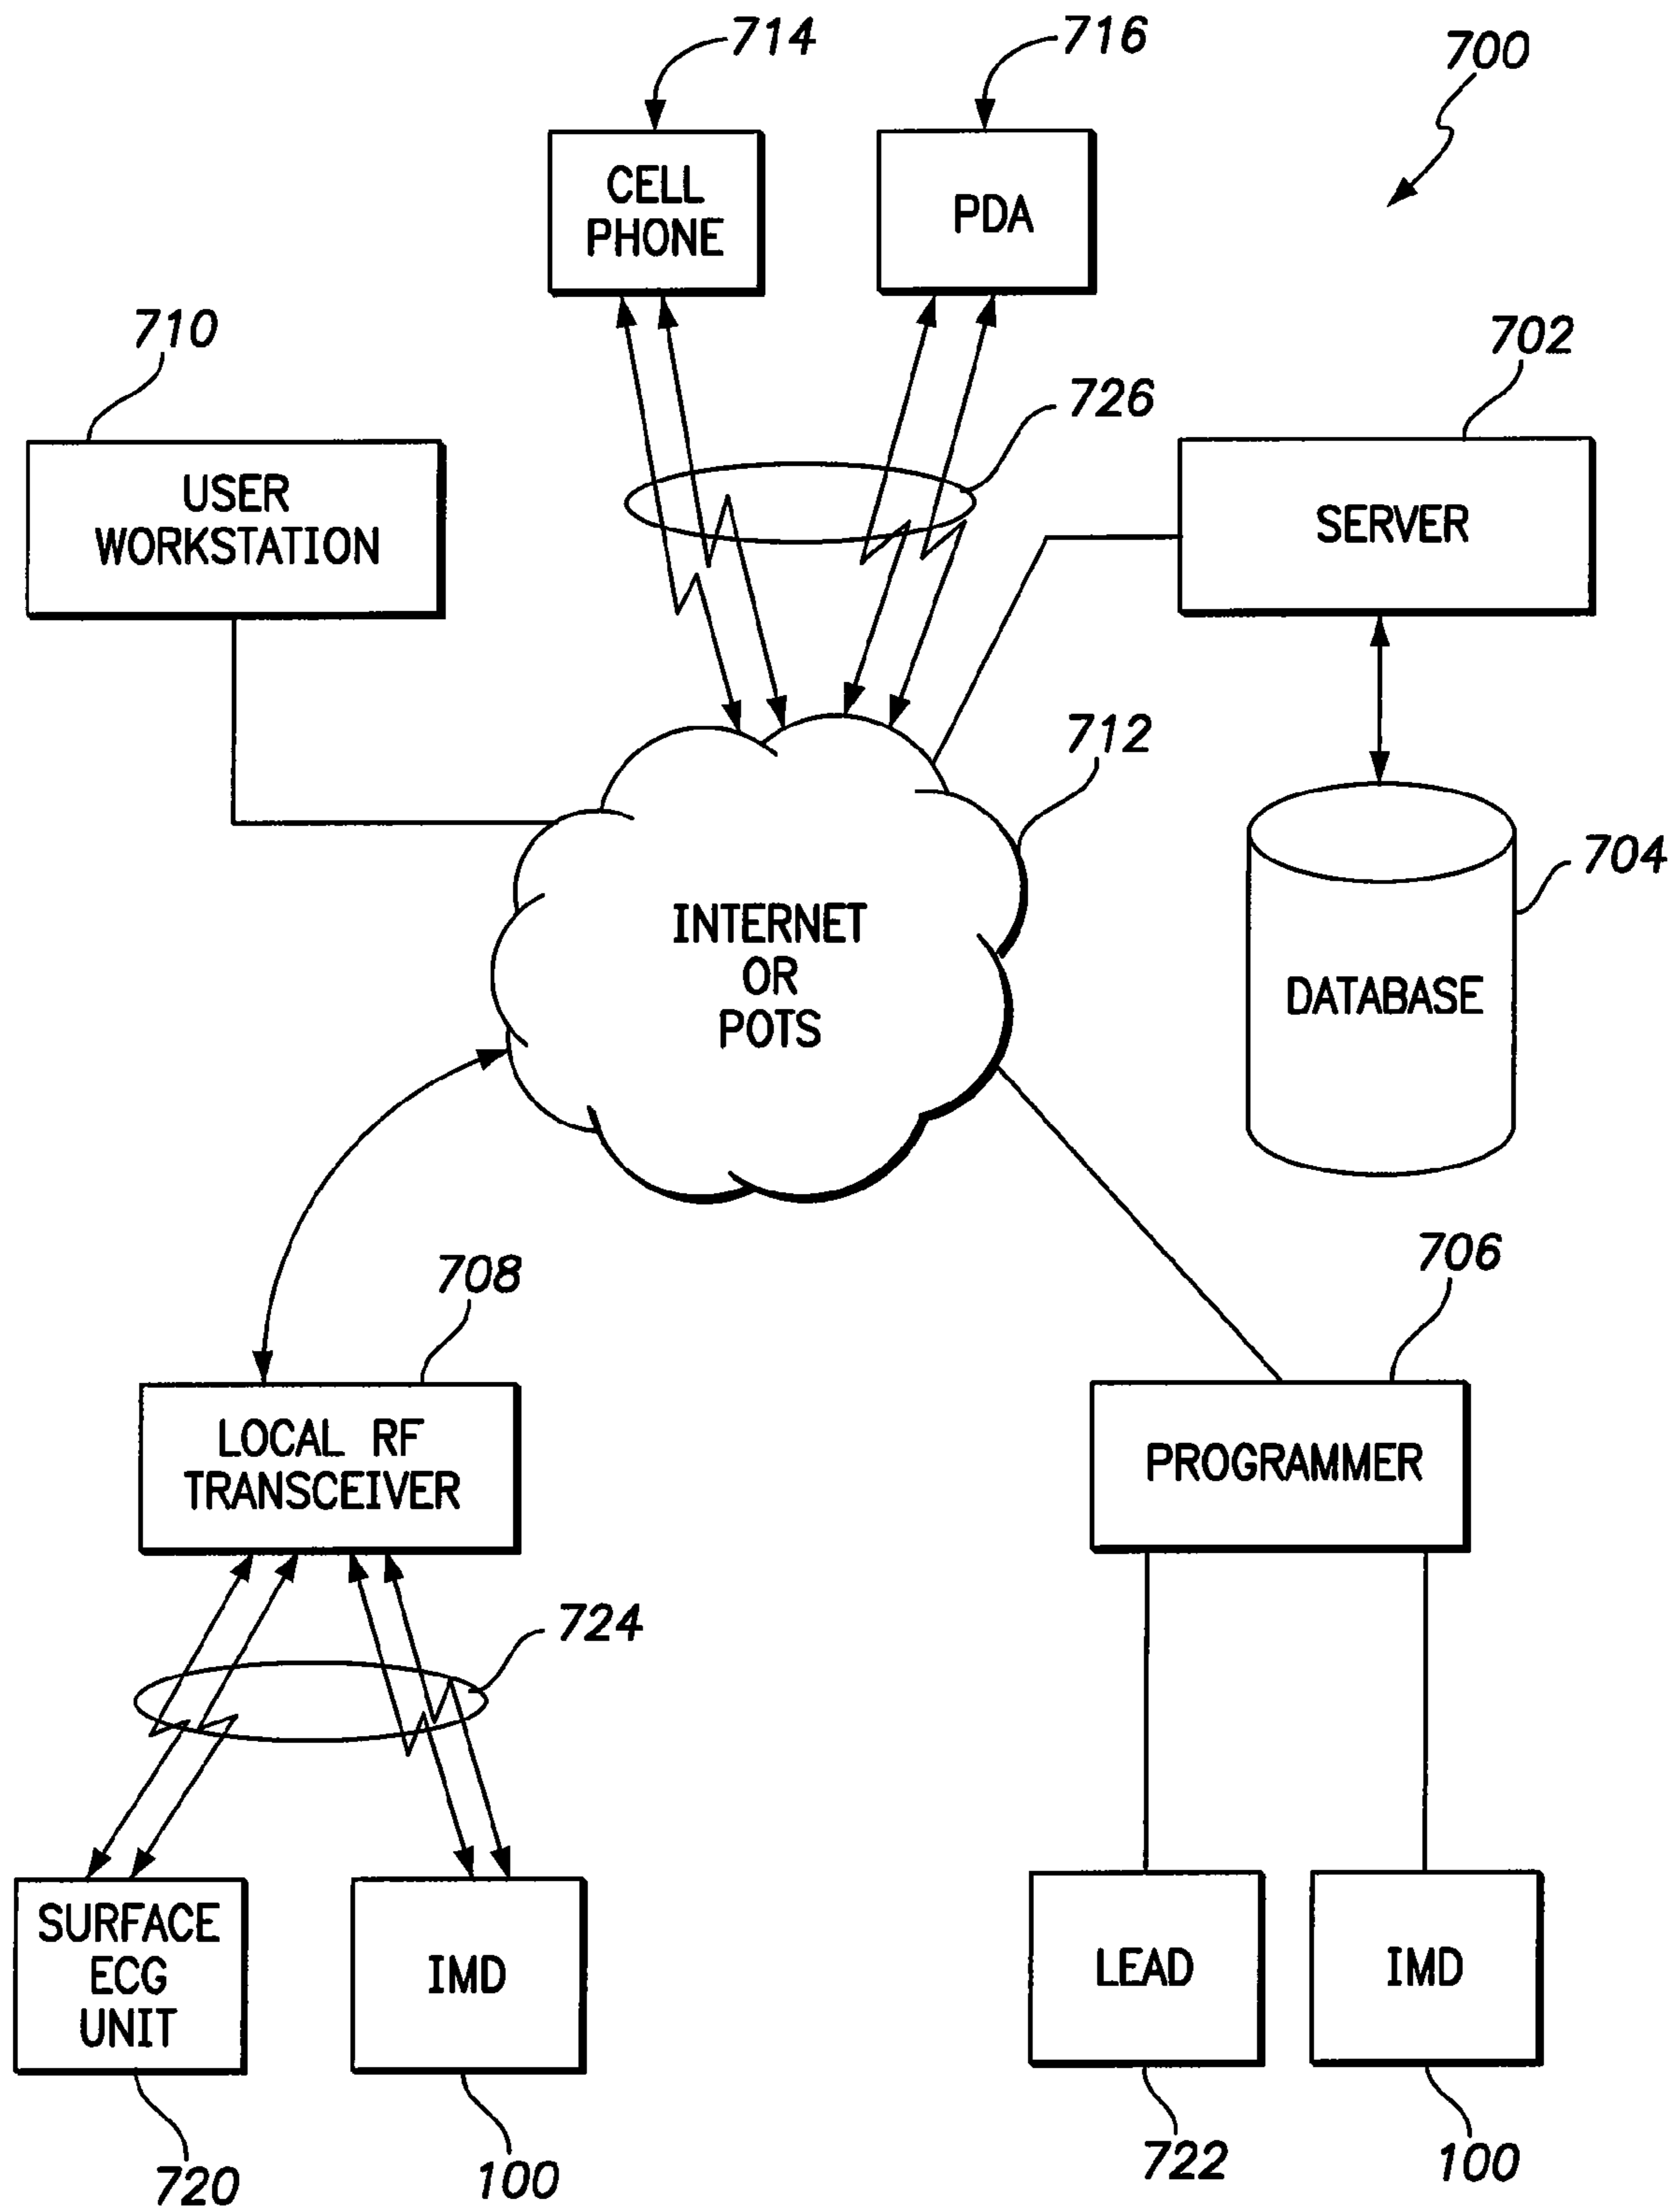 714
716
700
CELL
PHONE
PDA
710
702
726
USER
WORKSTATION
SERVER
712
704
INTERNET
OR
POTS
DATABASE
708
706
LOCAL RF
TRANSCEIVER
PROGRAMMER
724
SURFACE
ECG
UNIT
IMD
LEAD
IMD
720
100
722
100